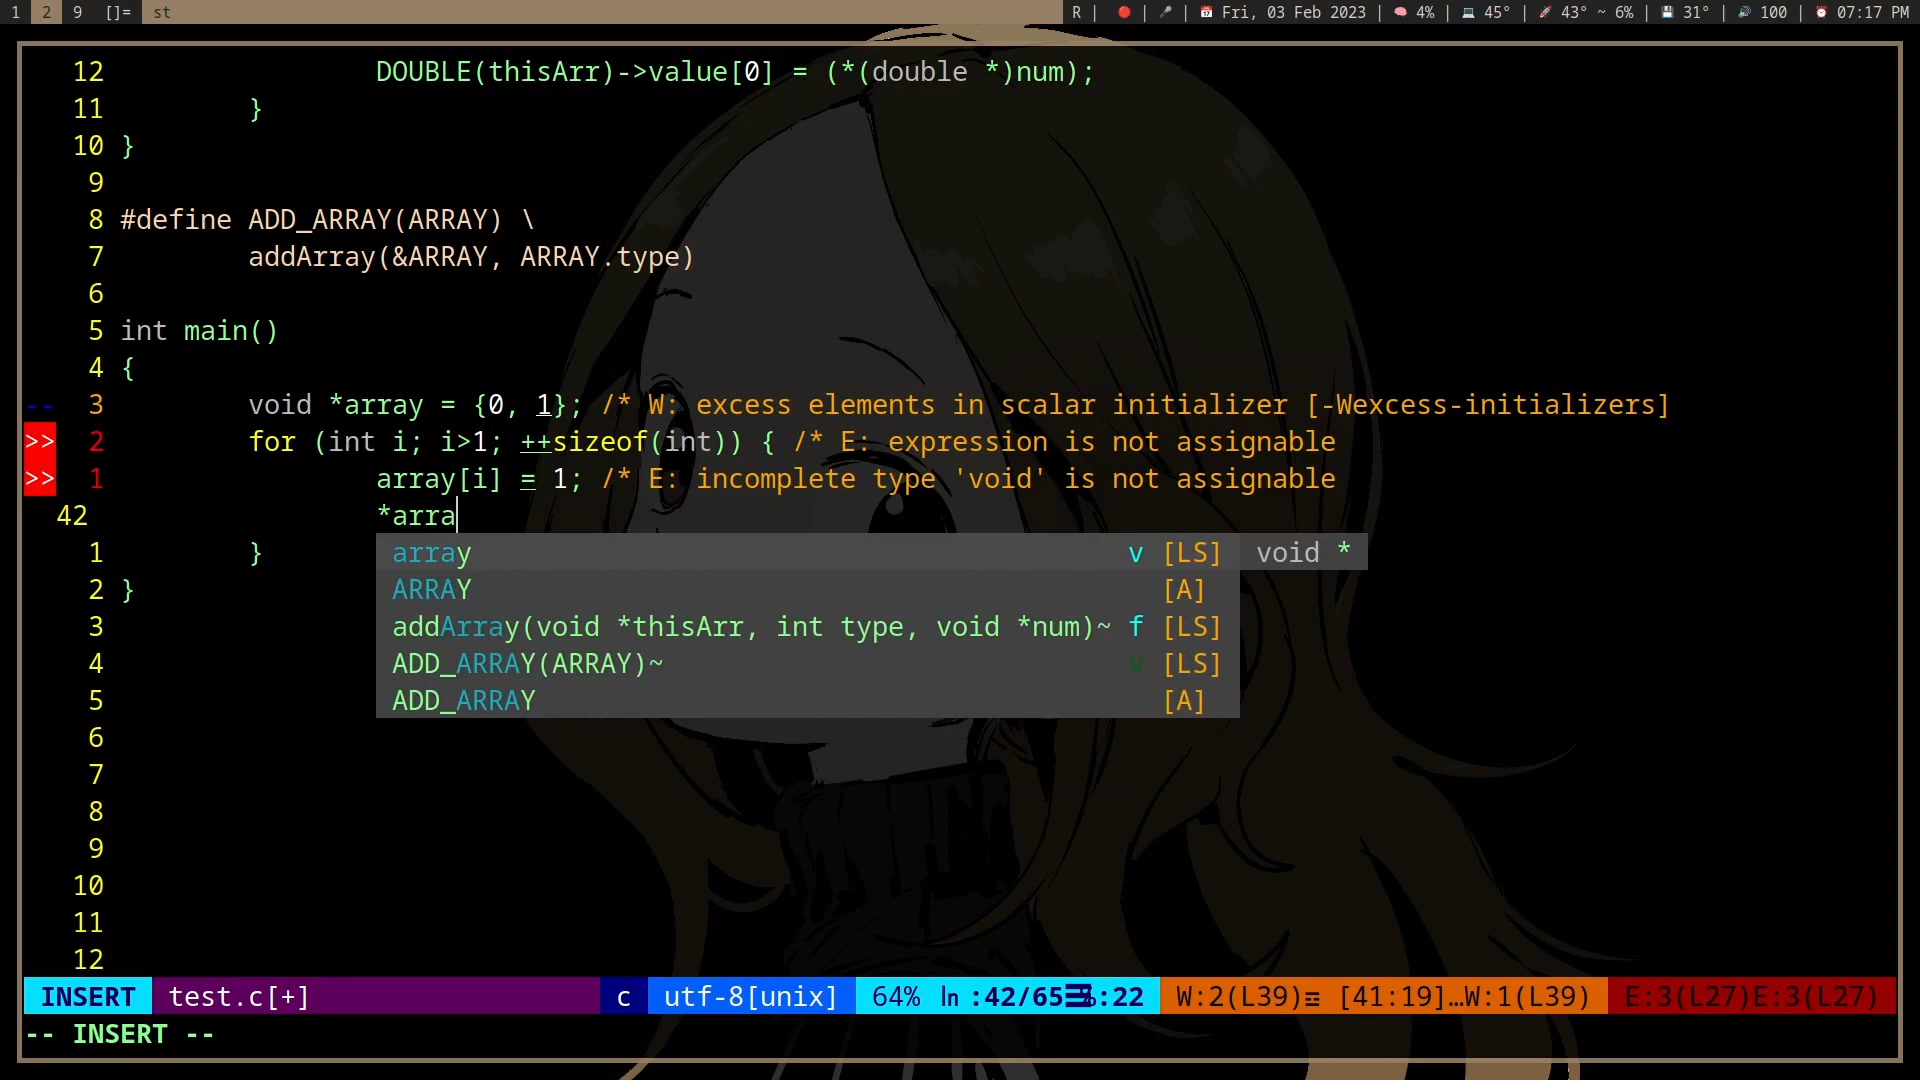 1 2 9 []= st R | | | Fri, 03 Feb 2023 | 4% | 45° | 43° ~ 6% | 31° | 100 | 07:17 PM
12 DOUBLE(thisArr)->value[0] = (*(double *)num);
11 }
10 }
9
8 #define ADD_ARRAY(ARRAY) \
7 addArray(&ARRAY, ARRAY.type)
6
5 int main()
4 {
-- 3 void *array = {0, 1}; /* W: excess elements in scalar initializer [-Wexcess-initializers]
>> 2 for (int i; i>1; ++sizeof(int)) { /* E: expression is not assignable
>> 1 array[i] = 1; /* E: incomplete type 'void' is not assignable
42 *arra
1 } array v [LS] void *
2 } ARRAY [A]
3 addArray(void *thisArr, int type, void *num)~ f [LS]
4 ADD_ARRAY(ARRAY)~ v [LS]
5 ADD_ARRAY [A]
6
7
8
9
10
11
12
INSERT test.c[+] c utf-8[unix] 64% ln :42/65☰:22 W:2(L39)☲ [41:19]…W:1(L39) E:3(L27)E:3(L27)
-- INSERT --